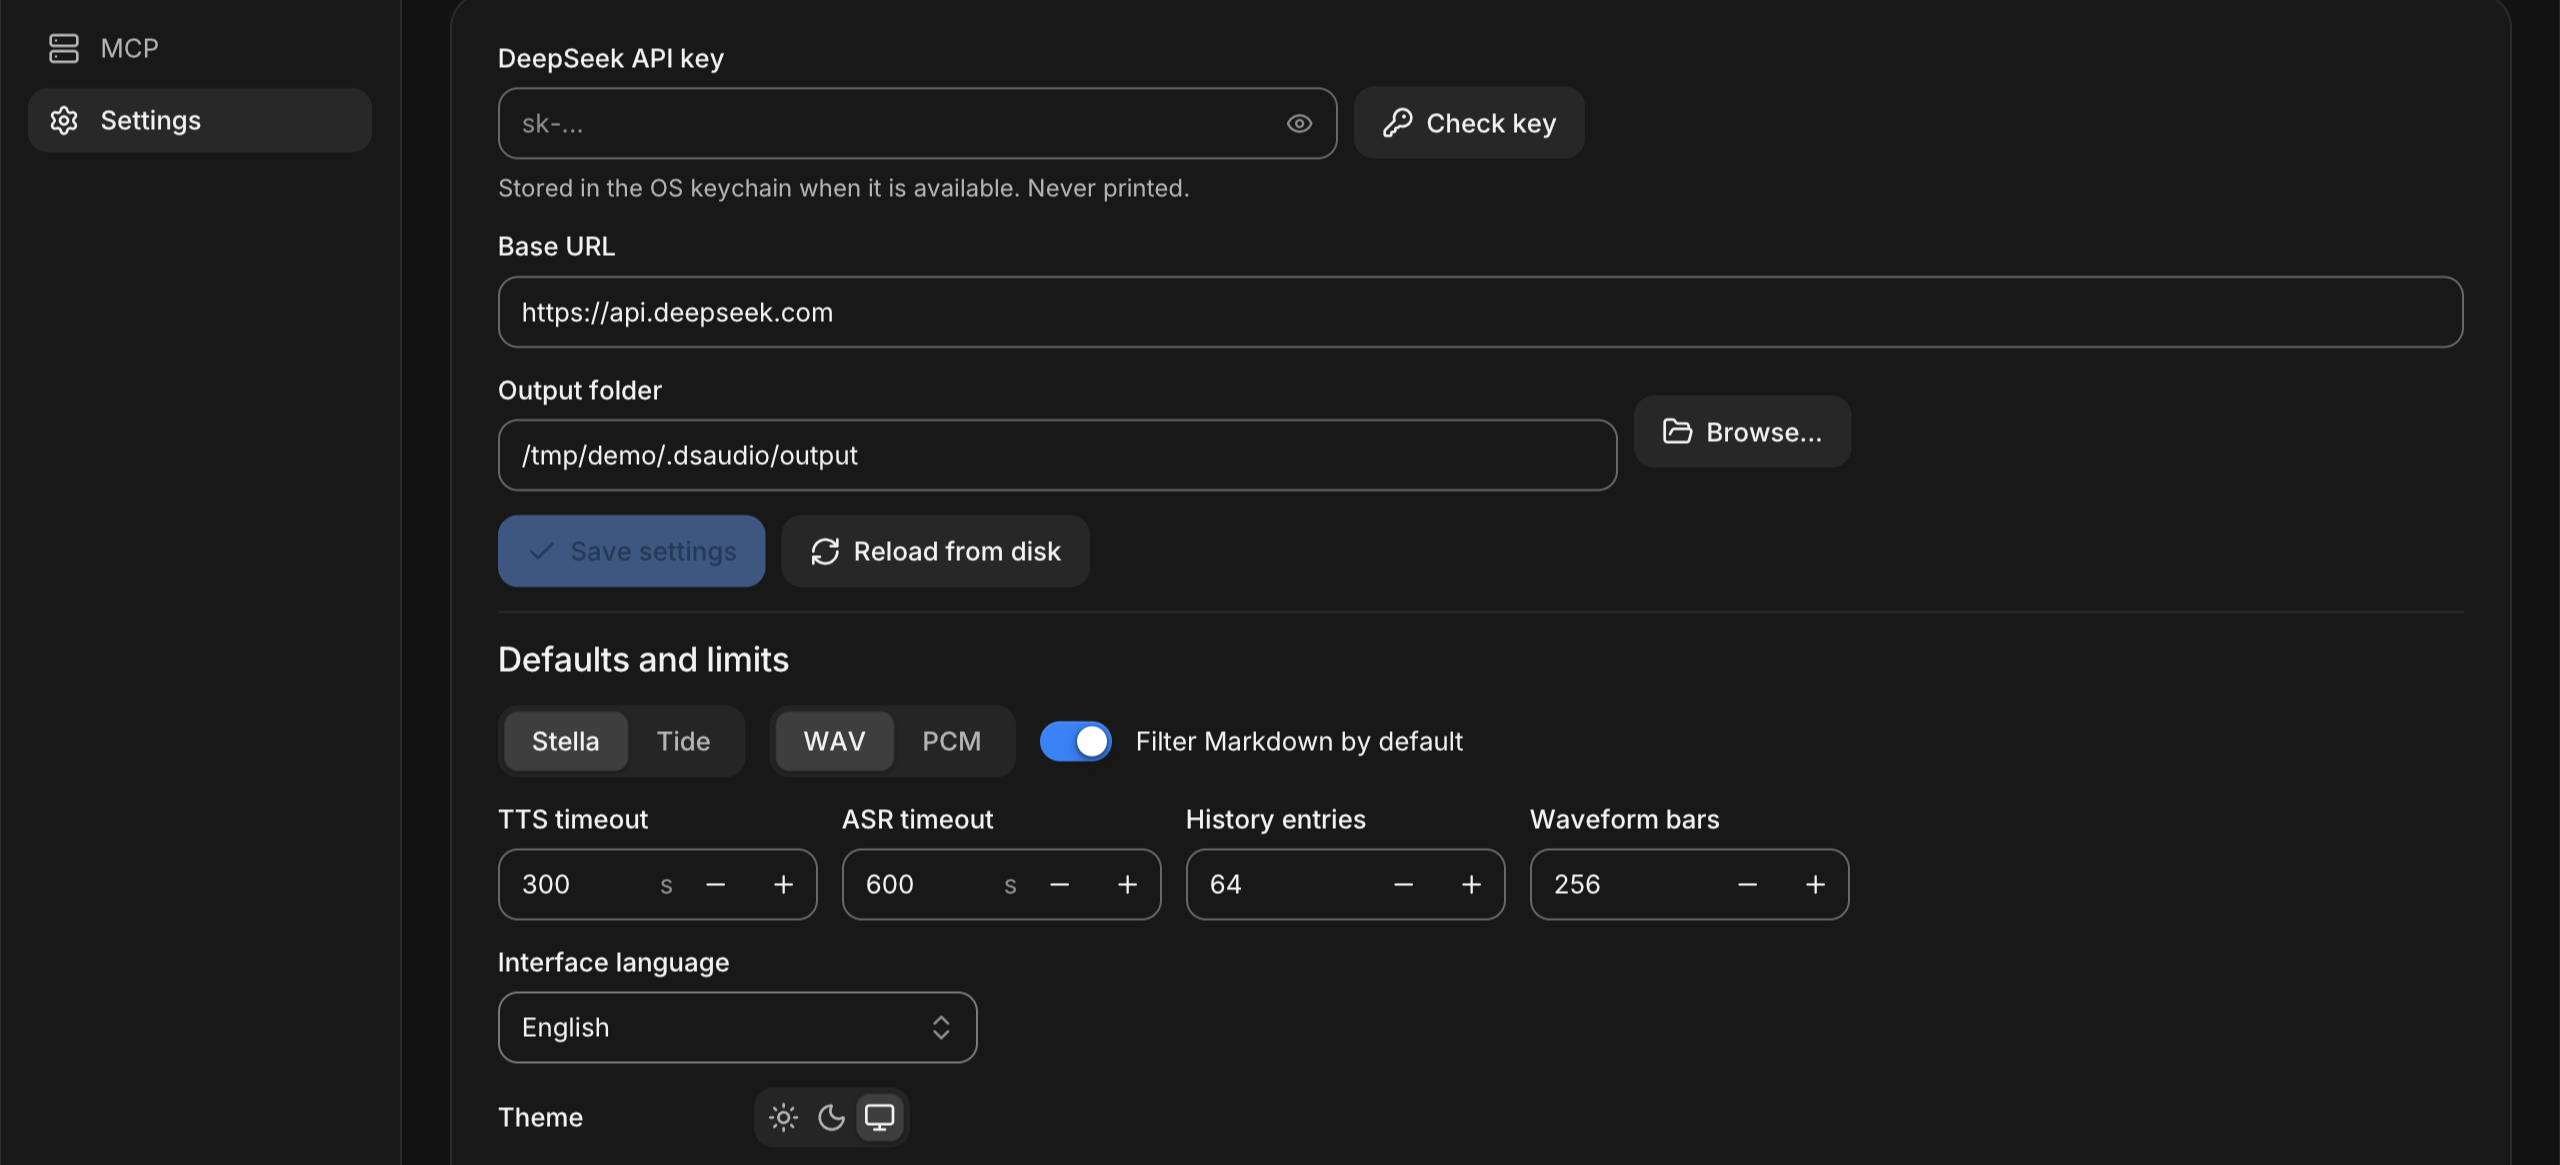 MCP
Settings
DeepSeek API key
sk-...
Check key
Stored in the OS keychain when it is available. Never printed.
Base URL
https://api.deepseek.com
Output folder
/tmp/demo/.dsaudio/output
Browse...
Save settings
Reload from disk
Defaults and limits
Stella Tide WAV PCM Filter Markdown by default
TTS timeout ASR timeout History entries Waveform bars
300 s − + 600 s − + 64 − + 256 − +
Interface language
English
Theme